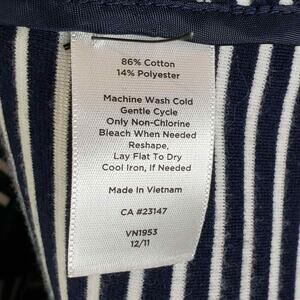 86% Cotton
14% Polyester
Machine Wash Cold
Gentle Cycle
Only Non-Chlorine
Bleach When Needed
Reshape,
Lay Flat To Dry
Cool Iron, If Needed
Made In Vietnam
CA #23147
VN1953
12/11